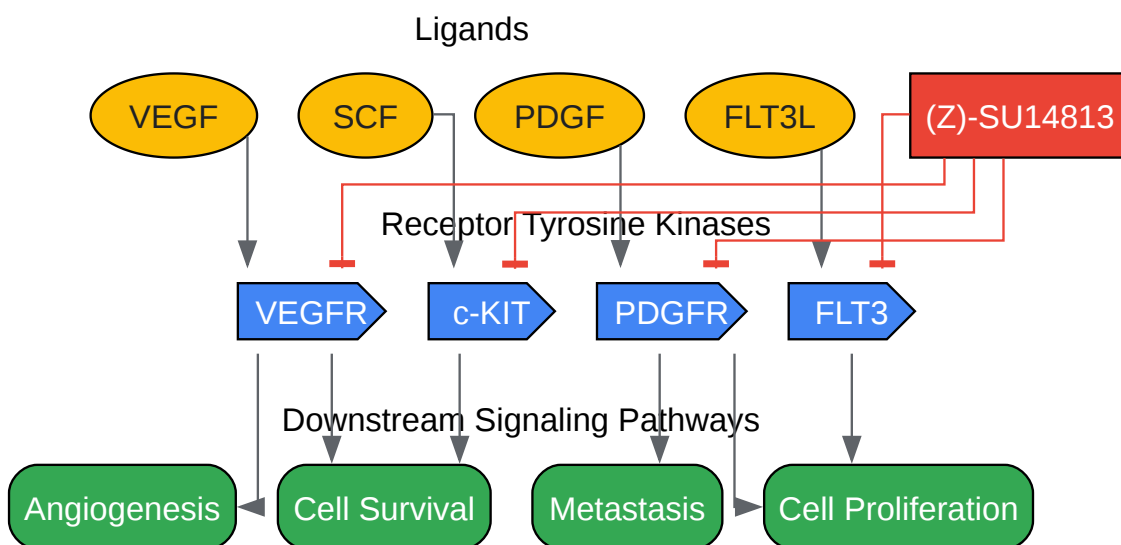 Ligands
VEGF
SCF
PDGF
FLT3L
(Z)-SU14813
Receptor Tyrosine Kinases
VEGFR
c-KIT
PDGFR
FLT3
Downstream Signaling Pathways
Angiogenesis
Cell Survival
Metastasis
Cell Proliferation